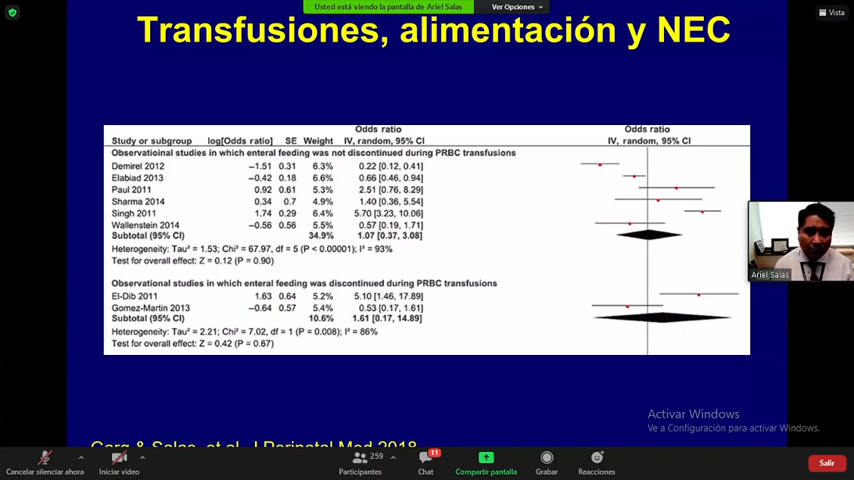 Usted está viendo la pantalla de Ariel Salas
Ver Opciones
Vista
Transfusiones, alimentación y NEC
Odds ratio Odds ratio
Study or subgroup log[Odds ratio] SE Weight IV, random, 95% CI IV, random, 95% CI
Observatioinal studies in which enteral feeding was not discontinued during PRBC transfusions
Demirel 2012 −1.51 0.31 6.3% 0.22 [0.12, 0.41]
Elabiad 2013 −0.42 0.18 6.6% 0.66 [0.46, 0.94]
Paul 2011 0.92 0.61 5.3% 2.51 [0.76, 8.29]
Sharma 2014 0.34 0.7 4.9% 1.40 [0.36, 5.54]
Singh 2011 1.74 0.29 6.4% 5.70 [3.23, 10.06]
Wallenstein 2014 −0.56 0.56 5.4% 0.57 [0.19, 1.71]
Subtotal (95% CI) 34.9% 1.07 [0.37, 3.08]
Heterogeneity: Tau² = 1.53; Chi² = 67.97, df = 5 (P < 0.00001) I² = 93%
Test for overall effect: Z = 0.12 (P = 0.90)
Observational studies in which enteral feeding was discontinued during PRBC transfusions
El-Dib 2011 1.63 0.64 5.2% 5.10 [1.46, 17.89]
Gomez-Martin 2013 −0.64 0.57 5.4% 0.53 [0.17, 1.61]
Subtotal (95% CI) 10.6% 1.61 [0.17, 14.89]
Heterogeneity: Tau² = 2.21; Chi² = 7.02, df = 1 (P = 0.008); I² = 86%
Test for overall effect: Z = 0.42 (P = 0.67)
Ariel Salas
Activar Windows
Ve a Configuración para activar Windows.
Garg & Salas, et al. J Perinatal Med 2018
Cancelar silenciar ahora
Iniciar video
259
Participantes
11
Chat
Compartir pantalla
Grabar
Reacciones
Salir